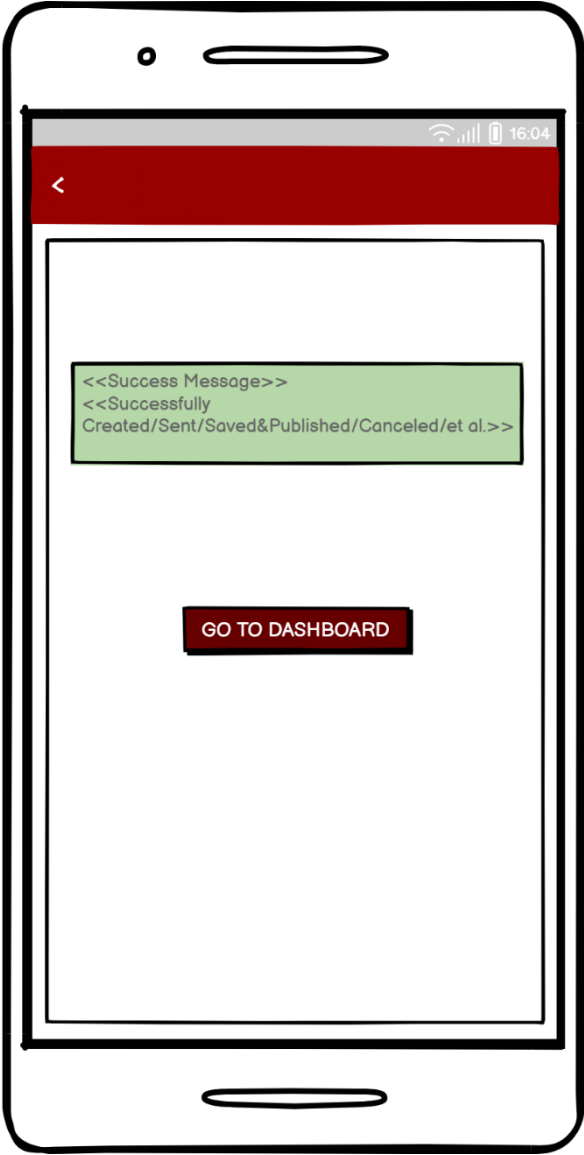 16:04
<
<<Success Message>>
<<Successfully
Created/Sent/Saved&Published/Canceled/et al.>>
GO TO DASHBOARD